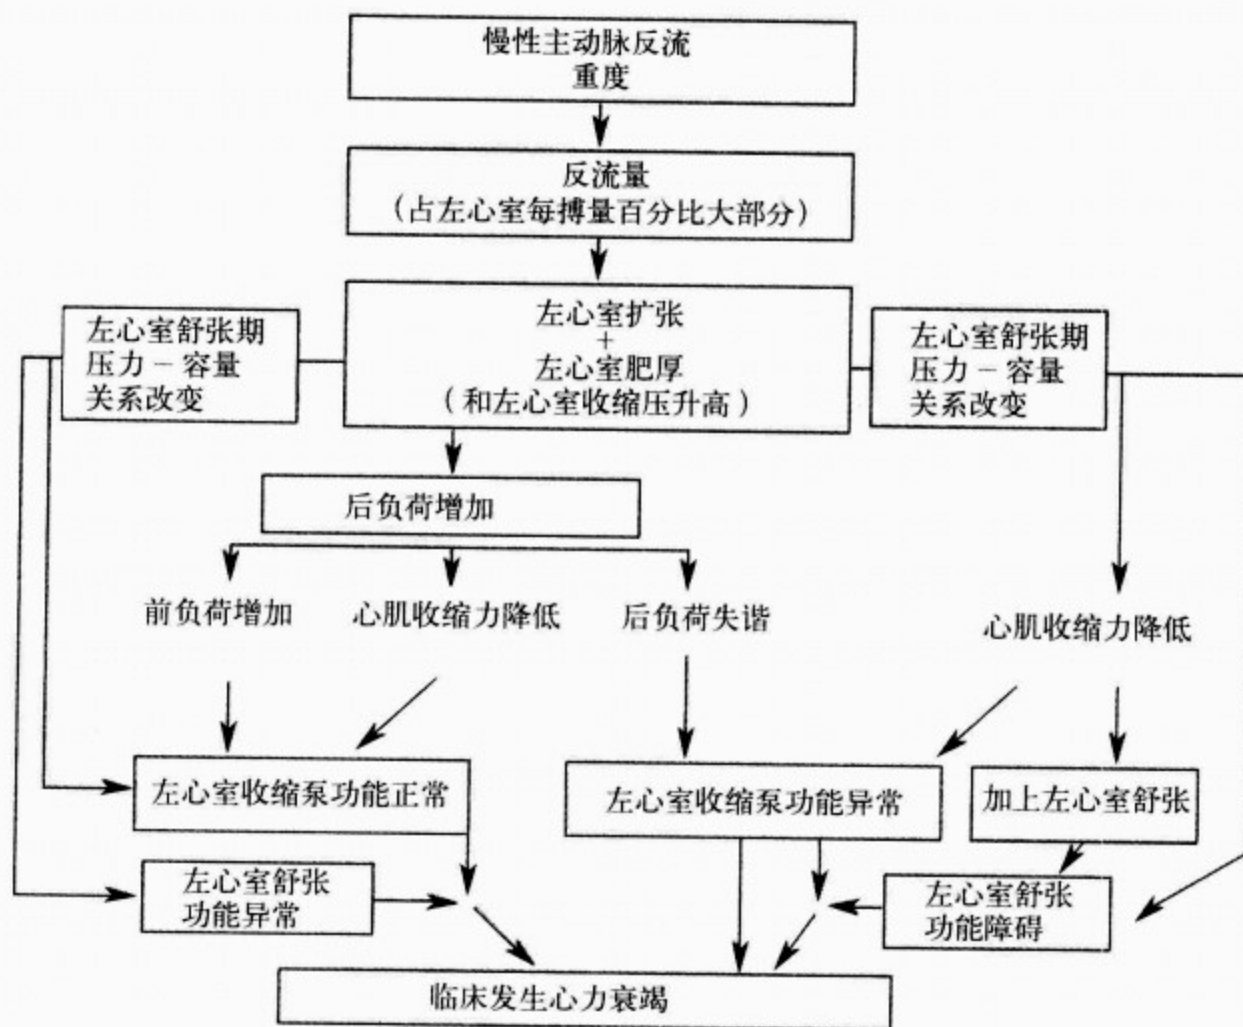 慢性主动脉反流
重度
反流量
（占左心室每搏量百分比大部分）
左心室舒张期
压力－容量
关系改变
左心室扩张
+
左心室肥厚
（和左心室收缩压升高）
左心室舒张期
压力－容量
关系改变
后负荷增加
前负荷增加
心肌收缩力降低
后负荷失谐
心肌收缩力降低
左心室收缩泵功能正常
左心室收缩泵功能异常
加上左心室舒张
左心室舒张
功能异常
左心室舒张
功能障碍
临床发生心力衰竭